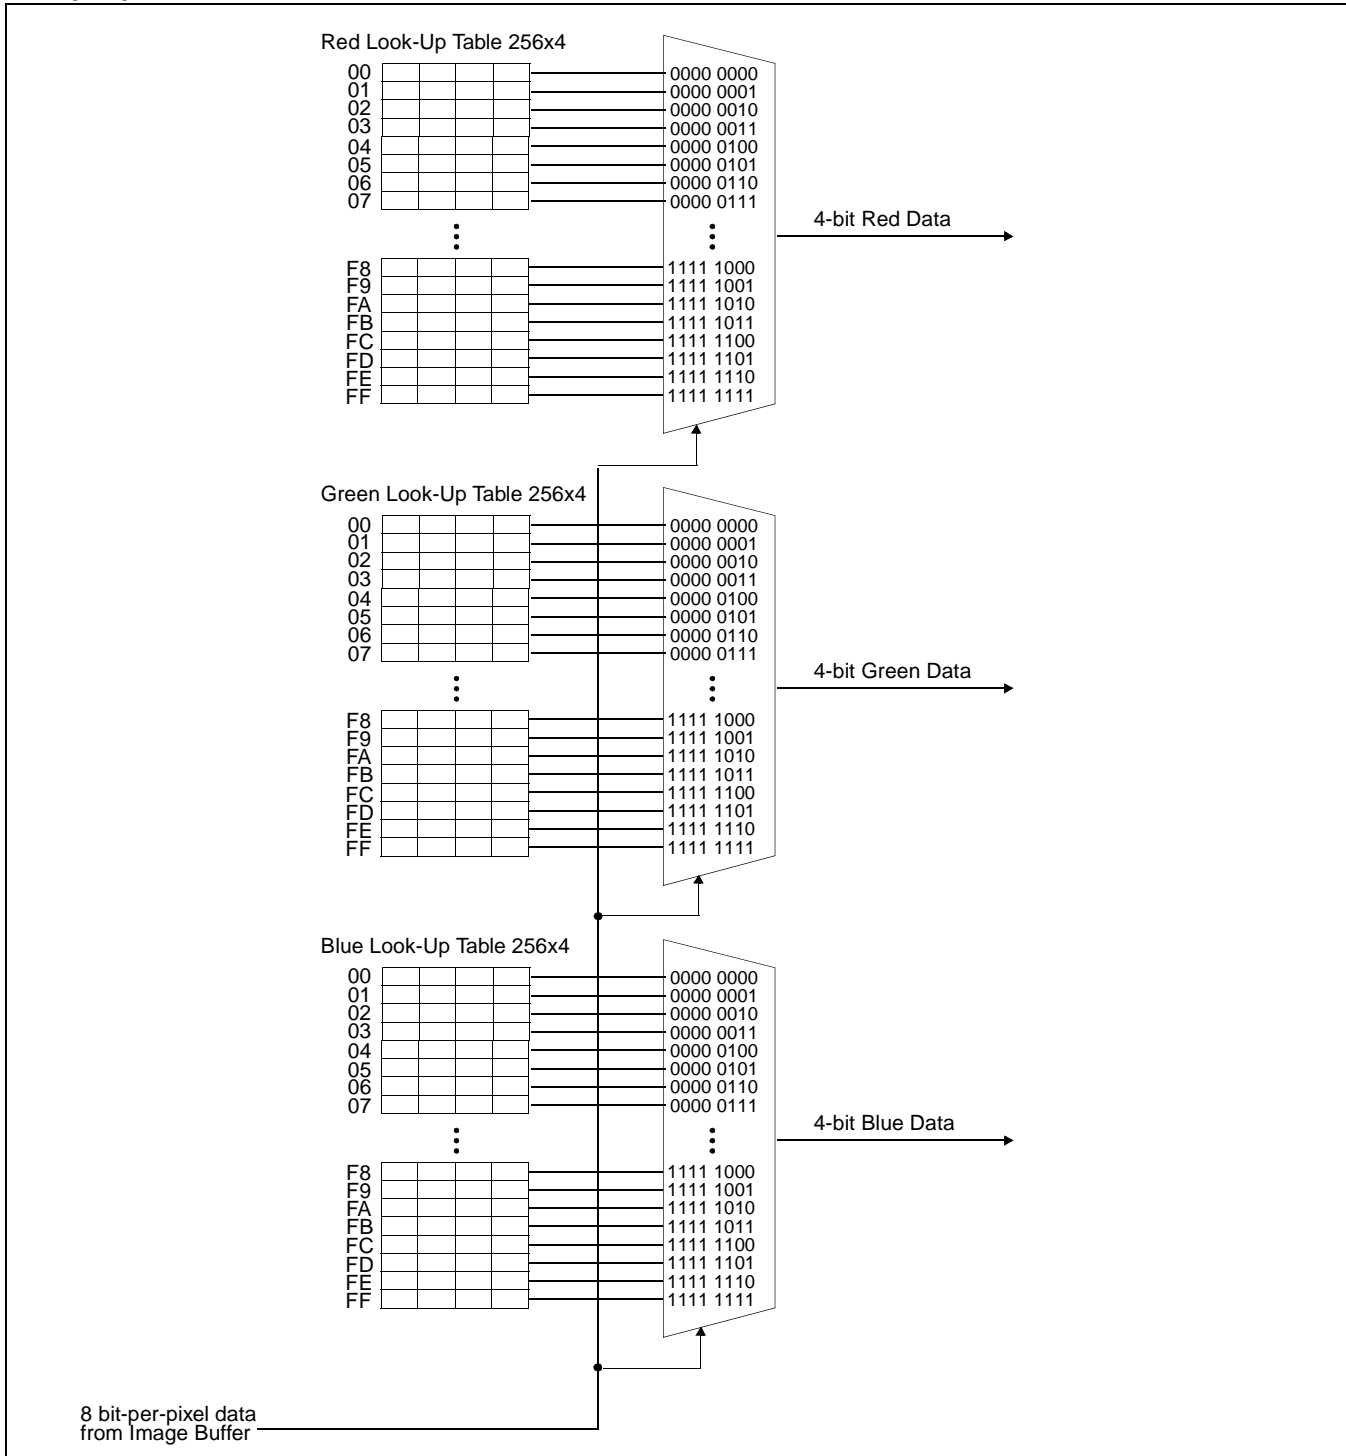 Red Look-Up Table 256x4
00 0000 0000
01 0000 0001
02 0000 0010
03 0000 0011
04 0000 0100
05 0000 0101
06 0000 0110
07 0000 0111
4-bit Red Data
F8 1111 1000
F9 1111 1001
FA 1111 1010
FB 1111 1011
FC 1111 1100
FD 1111 1101
FE 1111 1110
FF 1111 1111
Green Look-Up Table 256x4
00 0000 0000
01 0000 0001
02 0000 0010
03 0000 0011
04 0000 0100
05 0000 0101
06 0000 0110
07 0000 0111
4-bit Green Data
F8 1111 1000
F9 1111 1001
FA 1111 1010
FB 1111 1011
FC 1111 1100
FD 1111 1101
FE 1111 1110
FF 1111 1111
Blue Look-Up Table 256x4
00 0000 0000
01 0000 0001
02 0000 0010
03 0000 0011
04 0000 0100
05 0000 0101
06 0000 0110
07 0000 0111
4-bit Blue Data
F8 1111 1000
F9 1111 1001
FA 1111 1010
FB 1111 1011
FC 1111 1100
FD 1111 1101
FE 1111 1110
FF 1111 1111
8 bit-per-pixel data
from Image Buffer